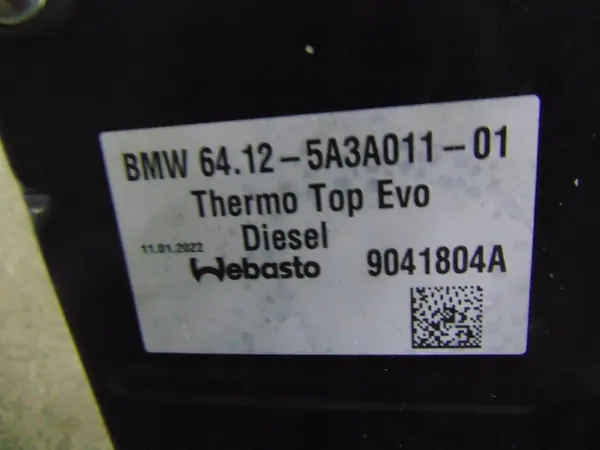 BMW 64.12-5A3A011-01
Thermo Top Evo
Diesel
11.01.2022
Webasto 9041804A